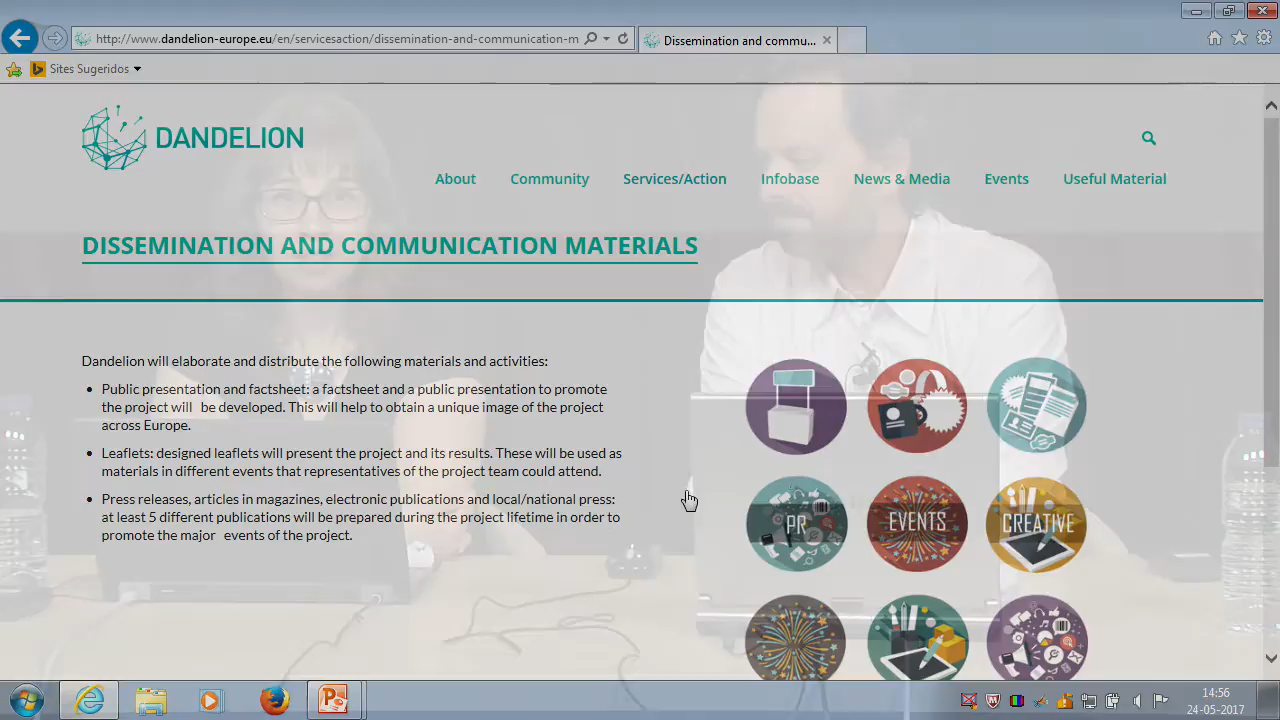 http://www.dandelion-europe.eu/en/servicesaction/dissemination-and-communication-m
Dissemination and commu...
Sites Sugeridos
DANDELION
About Community Services/Action Infobase News & Media Events Useful Material
DISSEMINATION AND COMMUNICATION MATERIALS
Dandelion will elaborate and distribute the following materials and activities:
• Public presentation and factsheet: a factsheet and a public presentation to promote
the project will be developed. This will help to obtain a unique image of the project
across Europe.
• Leaflets: designed leaflets will present the project and its results. These will be used as
materials in different events that representatives of the project team could attend.
• Press releases, articles in magazines, electronic publications and local/national press:
at least 5 different publications will be prepared during the project lifetime in order to
promote the major events of the project.
PR EVENTS CREATIVE
14:56
24-05-2017